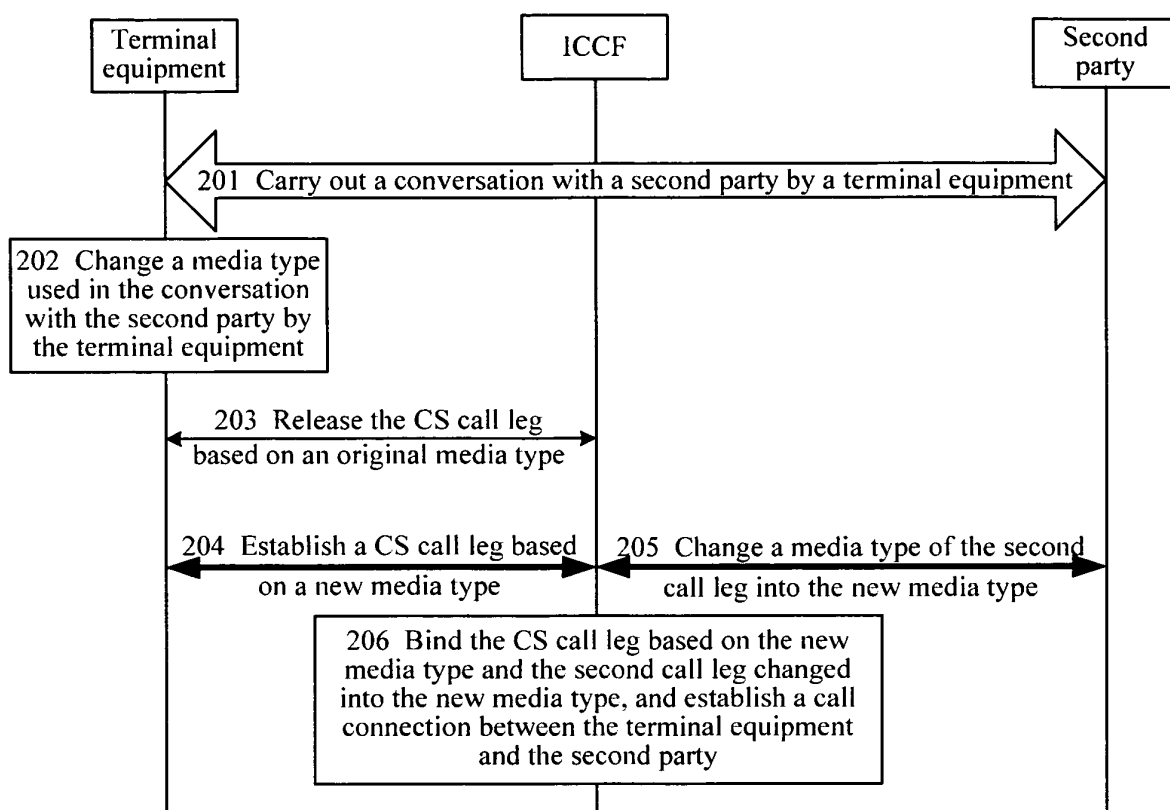 Terminal
equipment
ICCF
Second
party
201 Carry out a conversation with a second party by a terminal equipment
202 Change a media type
used in the conversation
with the second party by
the terminal equipment
203 Release the CS call leg
based on an original media type
204 Establish a CS call leg based
on a new media type
205 Change a media type of the second
call leg into the new media type
206 Bind the CS call leg based on the new
media type and the second call leg changed
into the new media type, and establish a call
connection between the terminal equipment
and the second party